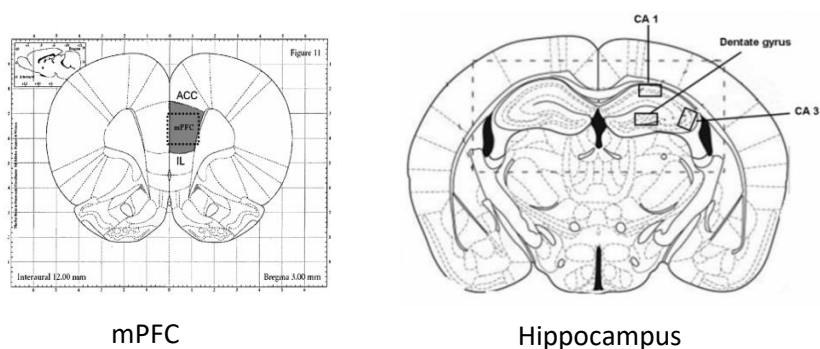 Figure 11
ACC
mPFC
IL
Interaural 12.00 mm
Bregma 3.00 mm
mPFC
CA 1
Dentate gyrus
CA 3
Hippocampus